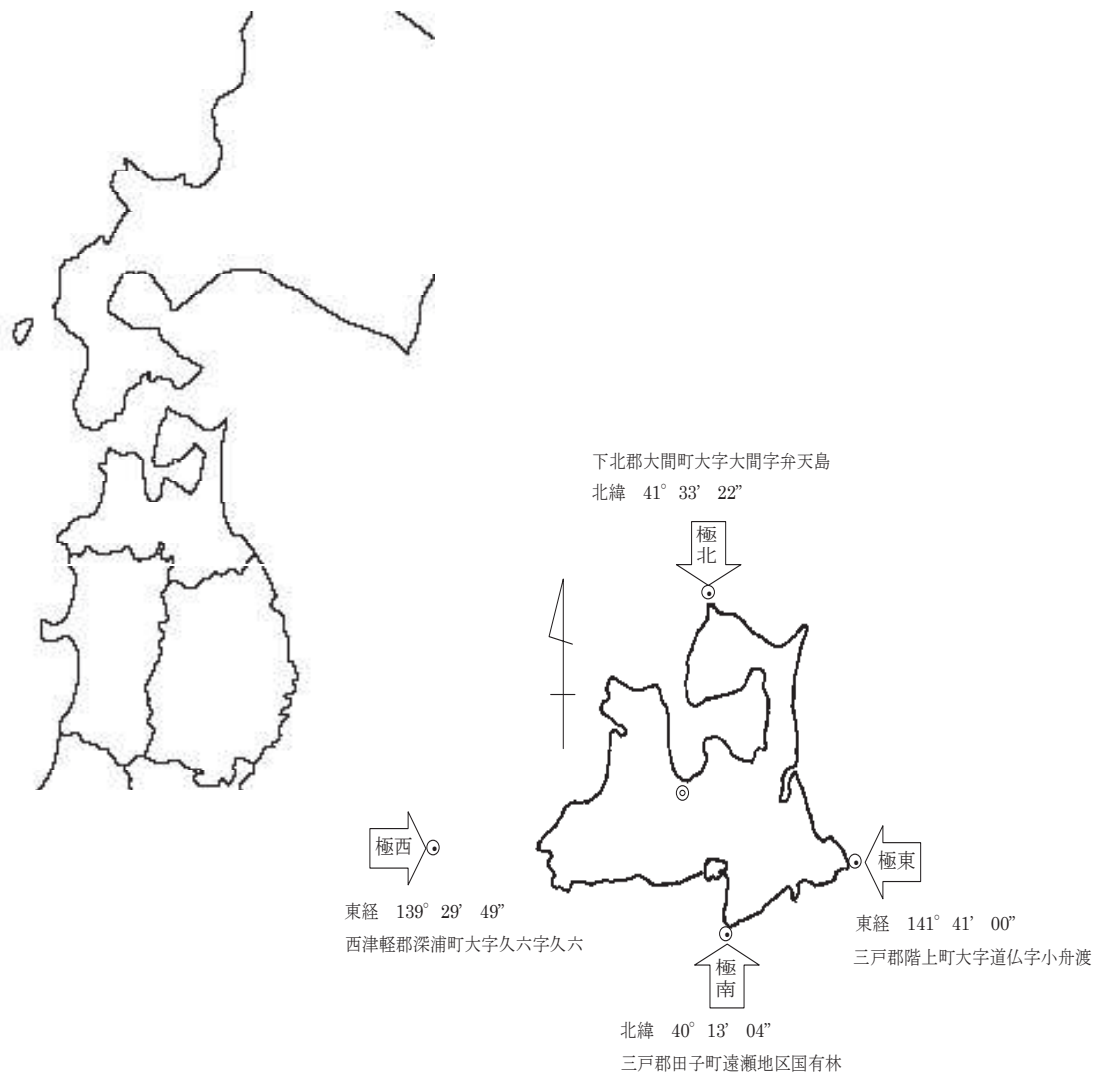 下北郡大間町大字大間字弁天島
北緯 41° 33’ 22”
極
北
極西
東経 139° 29’ 49”
西津軽郡深浦町大字久六字久六
極東
東経 141° 41’ 00”
三戸郡階上町大字道仏字小舟渡
極
南
北緯 40° 13’ 04”
三戸郡田子町遠瀬地区国有林